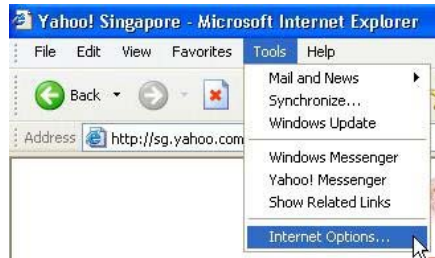 Yahoo! Singapore - Microsoft Internet Explorer
File Edit View Favorites Tools Help
Mail and News
Back
Synchronize...
Windows Update
Address http://sg.yahoo.com
Windows Messenger
Yahoo! Messenger
Show Related Links
Internet Options...